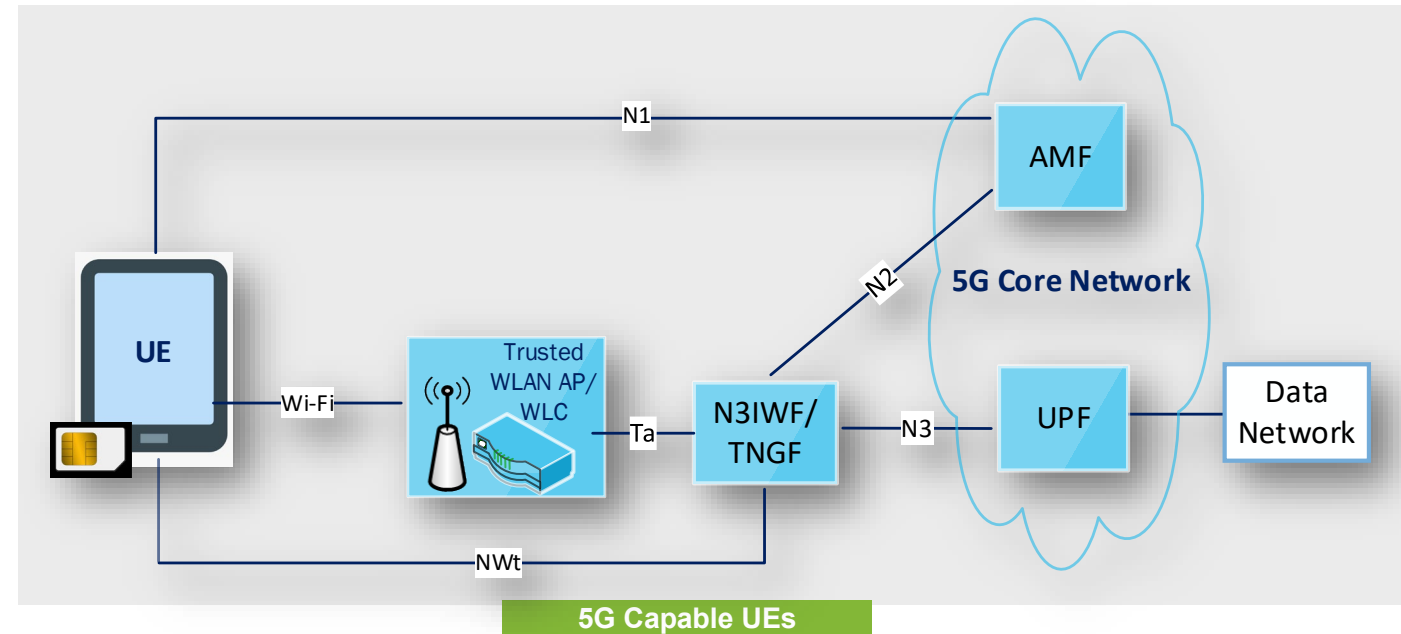 N1
AMF
N2
5G Core Network
UE
Trusted
WLAN AP/
WLC
Wi-Fi
Ta
N3IWF/
TNGF
N3
UPF
Data
Network
NWt
5G Capable UEs